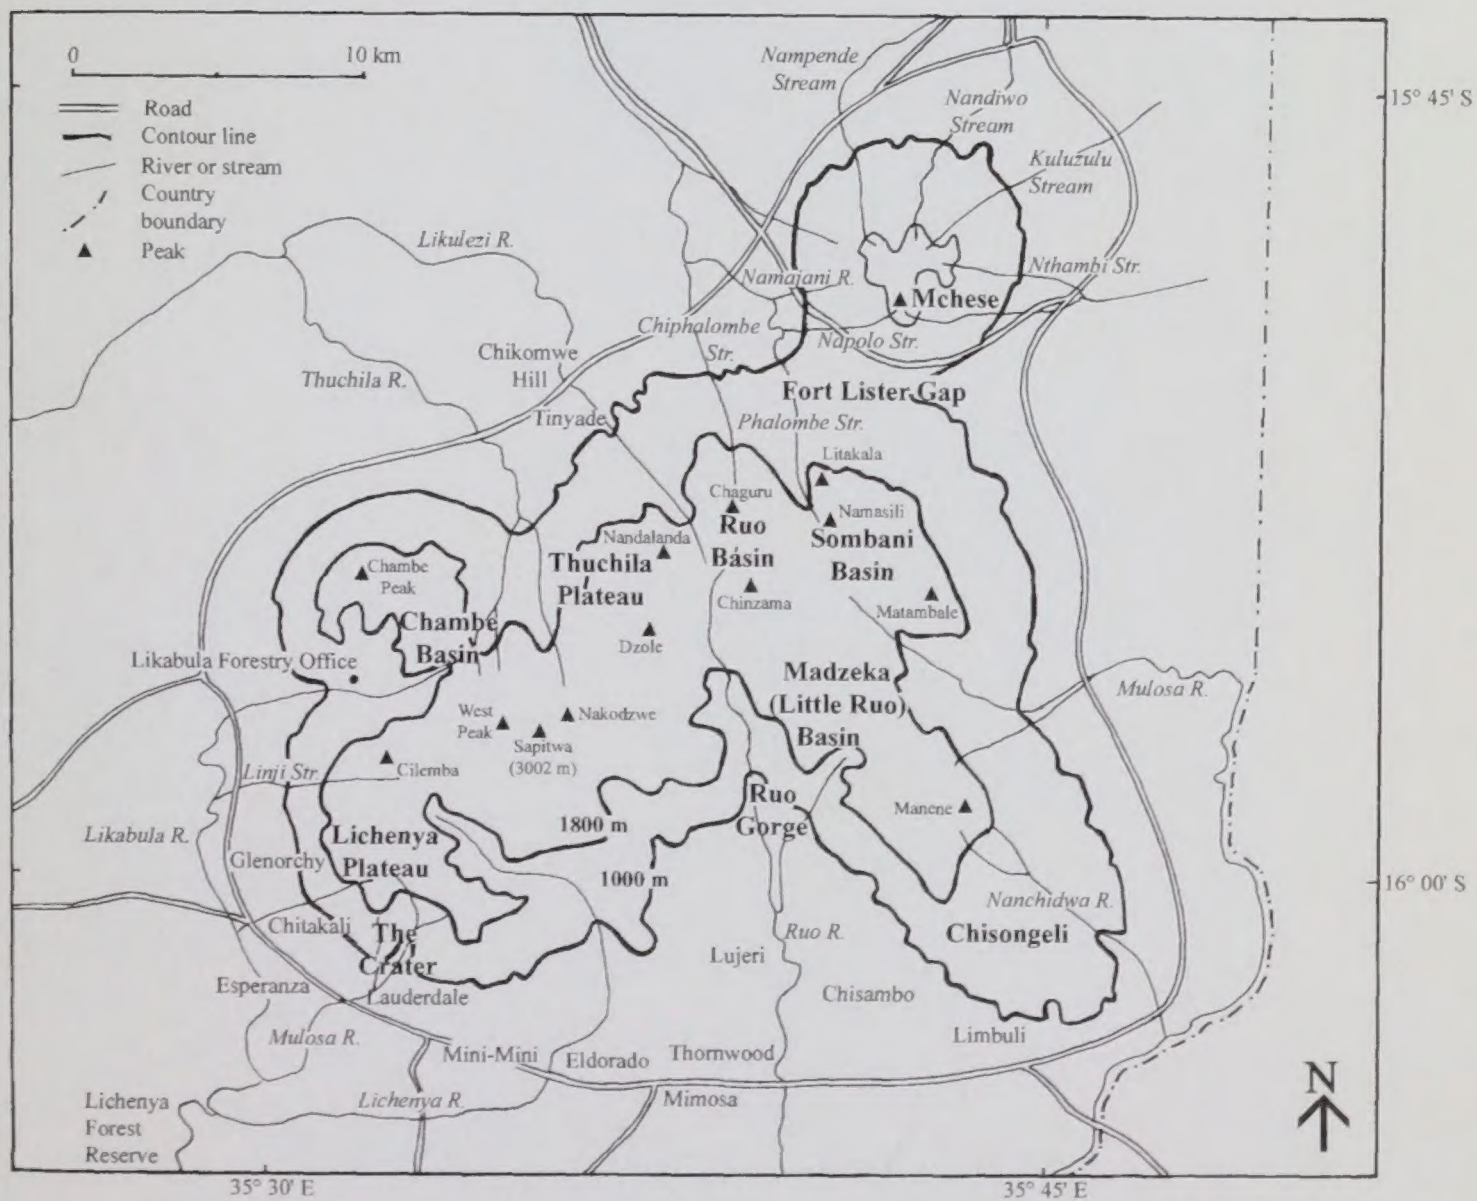 0 10 km
Road
Contour line
River or stream
Country
boundary
Peak
Nampende
Stream
Nandiwo
Stream
Kuluzulu
Stream
15° 45' S
Likulezi R.
Nthambi Str.
Namajani R.
Mchese
Chiphalombe
Str.
Napolo Str.
Chikomwe
Hill
Thuchila R.
Fort Lister Gap
Tinyade
Phalombe Str.
Litakala
Chaguru
Namasili
Ruo
Básin
Sombani
Basin
Nandalanda
Thuchila
Plateau
Chambe
Peak
Chinzama
Matambale
Chambe
Basin
Dzole
Likabula Forestry Office
Madzeka
(Little Ruo)
Basin
Mulosa R.
West
Peak
Nakodzwe
Sapitwa
(3002 m)
Cilemba
Linji Str.
Ruo
Gorge
Manene
Likabula R.
Lichenya
Plateau
1800 m
Glenorchy
1000 m
16° 00' S
Nanchidwa R.
Chitakali
The
Crater
Ruo R.
Chisongeli
Lujeri
Esperanza
Lauderdale
Chisambo
Mulosa R.
Limbuli
Mini-Mini
Eldorado
Thornwood
Lichenya
Forest
Reserve
Lichenya R.
Mimosa
N
35° 30' E
35° 45' E